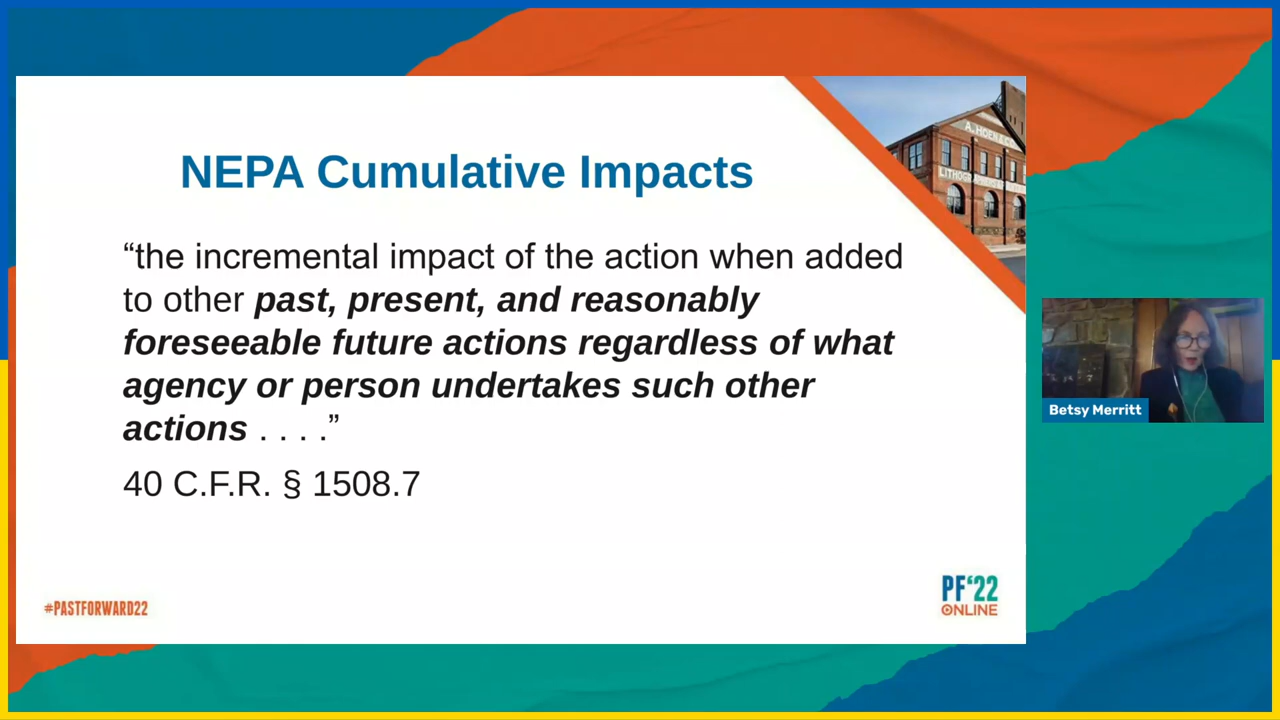 NEPA Cumulative Impacts
“the incremental impact of the action when added
to other past, present, and reasonably
foreseeable future actions regardless of what
agency or person undertakes such other
actions . . . .”
40 C.F.R. § 1508.7
#PASTFORWARD22
PF‘22
ONLINE
A. HOEN & CO
Betsy Merritt